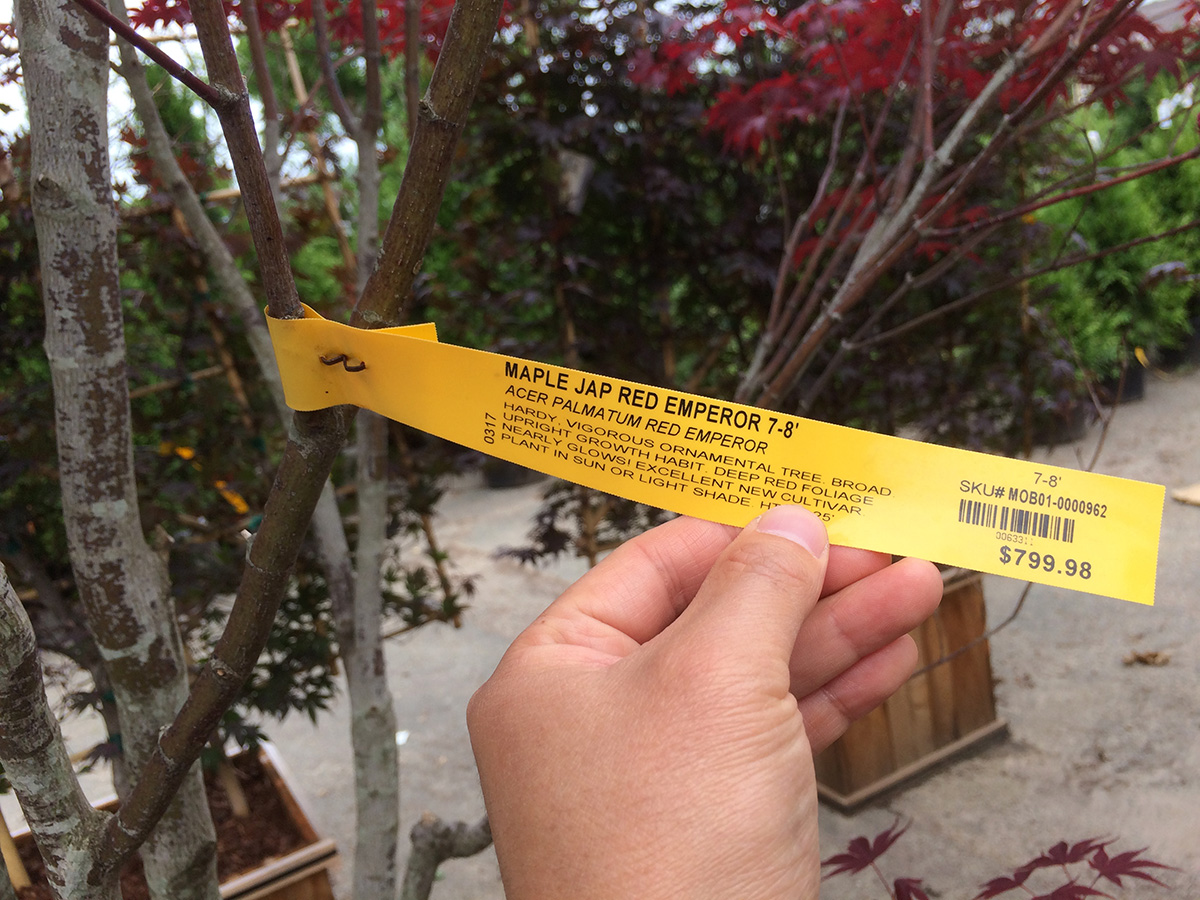 MAPLE JAP RED EMPEROR 7-8'
ACER PALMATUM RED EMPEROR
HARDY, VIGOROUS ORNAMENTAL TREE. BROAD
UPRIGHT GROWTH HABIT. DEEP RED FOLIAGE
NEARLY GLOWS! EXCELLENT NEW CULTIVAR.
PLANT IN SUN OR LIGHT SHADE. HT 25'
0317
7-8'
SKU# MOB01-0000962
$799.98